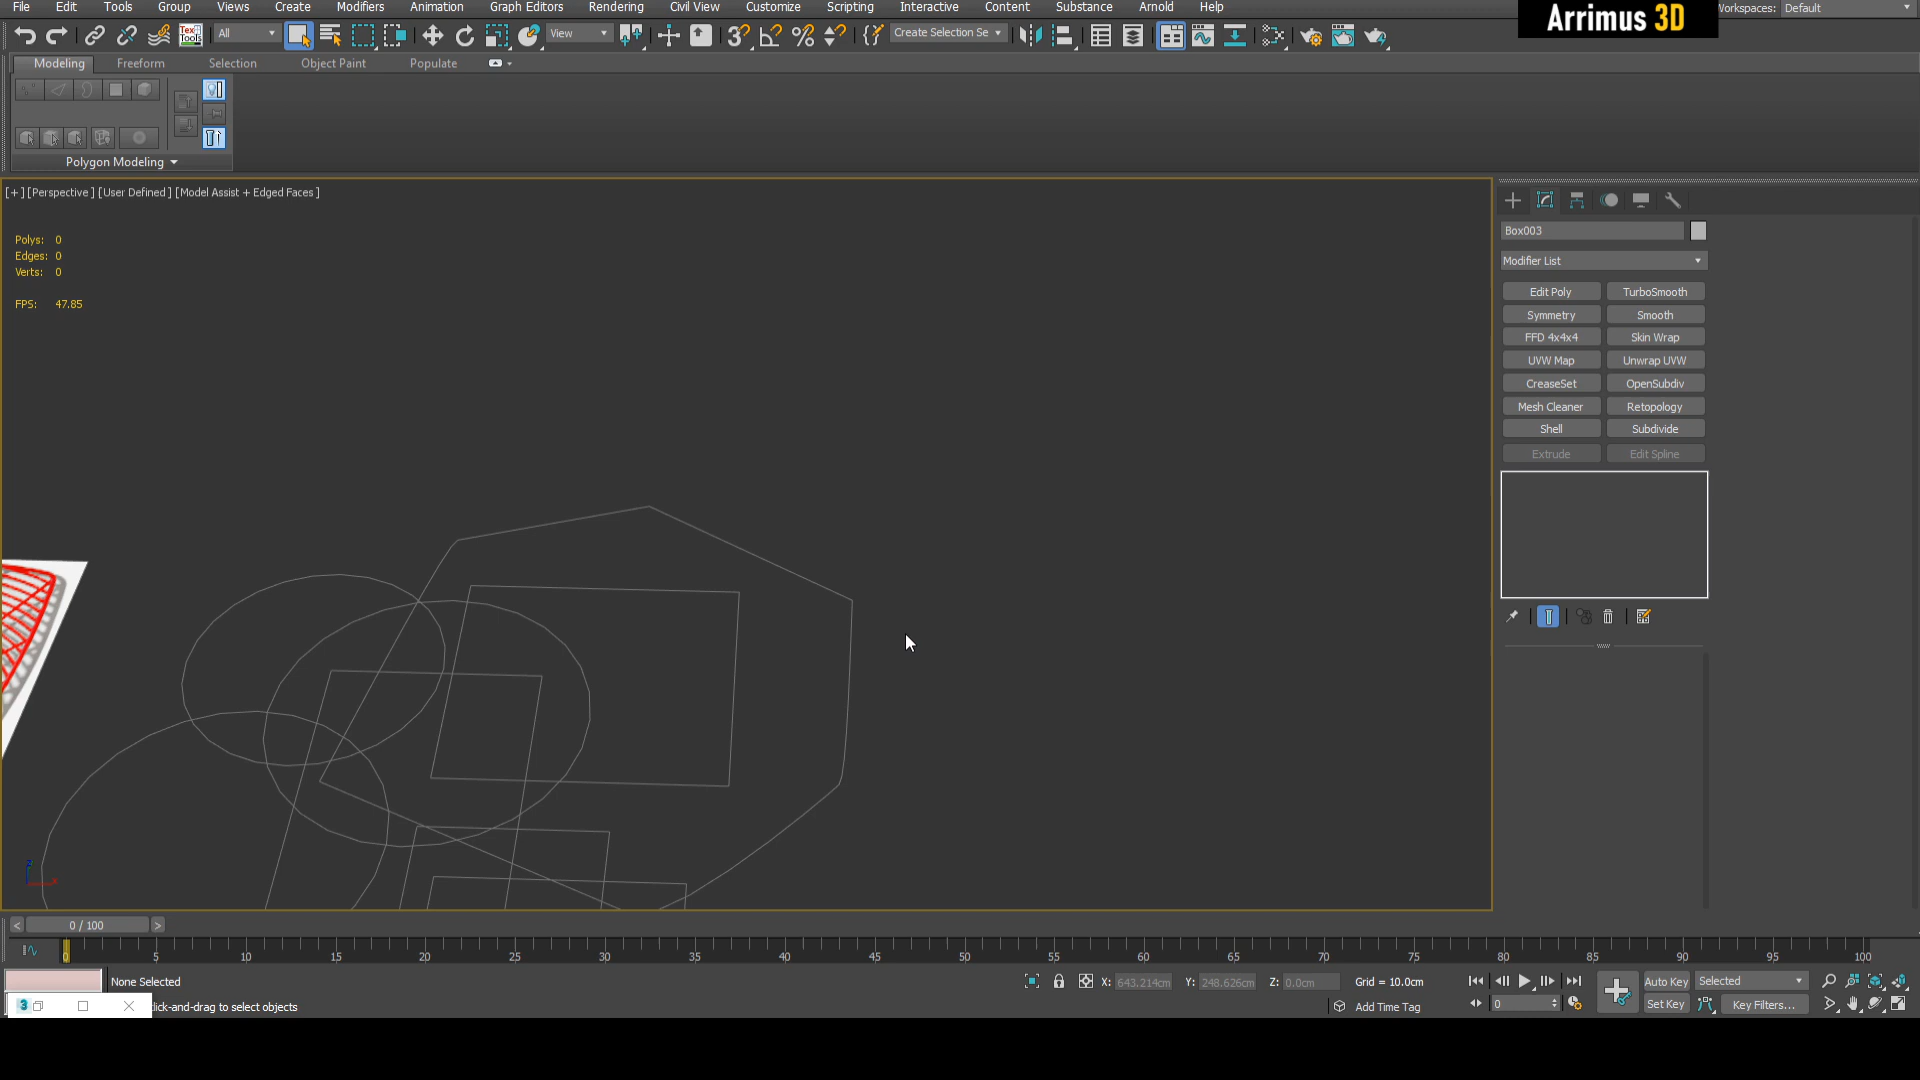 File Edit Tools Group Views Create Modifiers Animation Graph Editors Rendering Civil View Customize Scripting Interactive Content Substance Arnold Help
Workspaces: Default
Arrimus 3D
Tex Tools
All
View
Create Selection Se
Modeling Freeform Selection Object Paint Populate
Polygon Modeling
[+] [Perspective] [User Defined] [Model Assist + Edged Faces]
Polys: 0
Edges: 0
Verts: 0
FPS: 47.85
Box003
Modifier List
Edit Poly TurboSmooth
Symmetry Smooth
FFD 4x4x4 Skin Wrap
UVW Map Unwrap UVW
CreaseSet OpenSubdiv
Mesh Cleaner Retopology
Shell Subdivide
Extrude Edit Spline
< 0 / 100 >
0 5 10 15 20 25 30 35 40 45 50 55 60 65 70 75 80 85 90 95 100
None Selected
X: 643.214cm Y: 248.626cm Z: 0.0cm Grid = 10.0cm
Auto Key Selected
3
lick-and-drag to select objects
Add Time Tag
0
Set Key Key Filters...